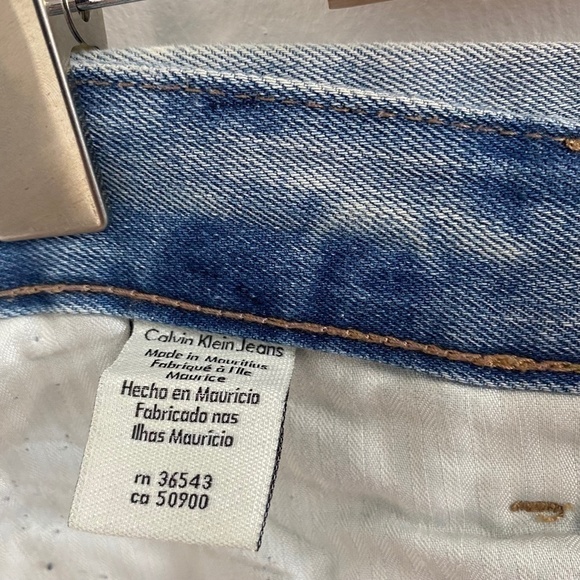 Calvin Klein Jeans
Made in Mauritius
Fabriqué à l'Ile
Maurice
Hecho en Mauricio
Fabricado nas
Ilhas Maurício
rn 36543
ca 50900